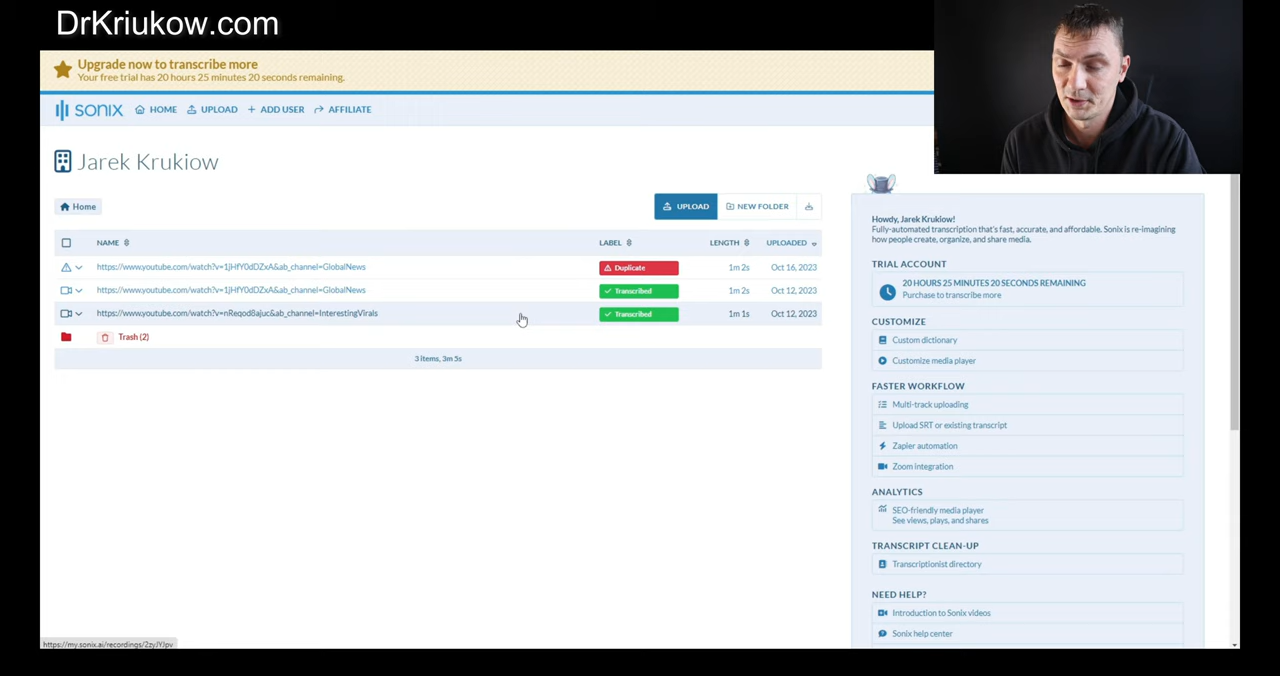 DrKriukow.com
Upgrade now to transcribe more
Your free trial has 20 hours 25 minutes 20 seconds remaining.
sonix HOME UPLOAD + ADD USER AFFILIATE
Jarek Krukiow
Home
UPLOAD NEW FOLDER
NAME LABEL LENGTH UPLOADED
https://www.youtube.com/watch?v=1jHfY0dDZxA&ab_channel=GlobalNews Duplicate 1m 2s Oct 16, 2023
https://www.youtube.com/watch?v=1jHfY0dDZxA&ab_channel=GlobalNews Transcribed 1m 2s Oct 12, 2023
https://www.youtube.com/watch?v=nReqod8ajuc&ab_channel=InterestingVirals Transcribed 1m 1s Oct 12, 2023
Trash (2)
3 items, 3m 5s
Howdy, Jarek Krukiow!
Fully-automated transcription that's fast, accurate, and affordable. Sonix is re-imagining
how people create, organize, and share media.
TRIAL ACCOUNT
20 HOURS 25 MINUTES 20 SECONDS REMAINING
Purchase to transcribe more
CUSTOMIZE
Custom dictionary
Customize media player
FASTER WORKFLOW
Multi-track uploading
Upload SRT or existing transcript
Zapier automation
Zoom integration
ANALYTICS
SEO-friendly media player
See views, plays, and shares
TRANSCRIPT CLEAN-UP
Transcriptionist directory
NEED HELP?
Introduction to Sonix videos
Sonix help center
https://my.sonix.ai/recordings/2zyJYJpv